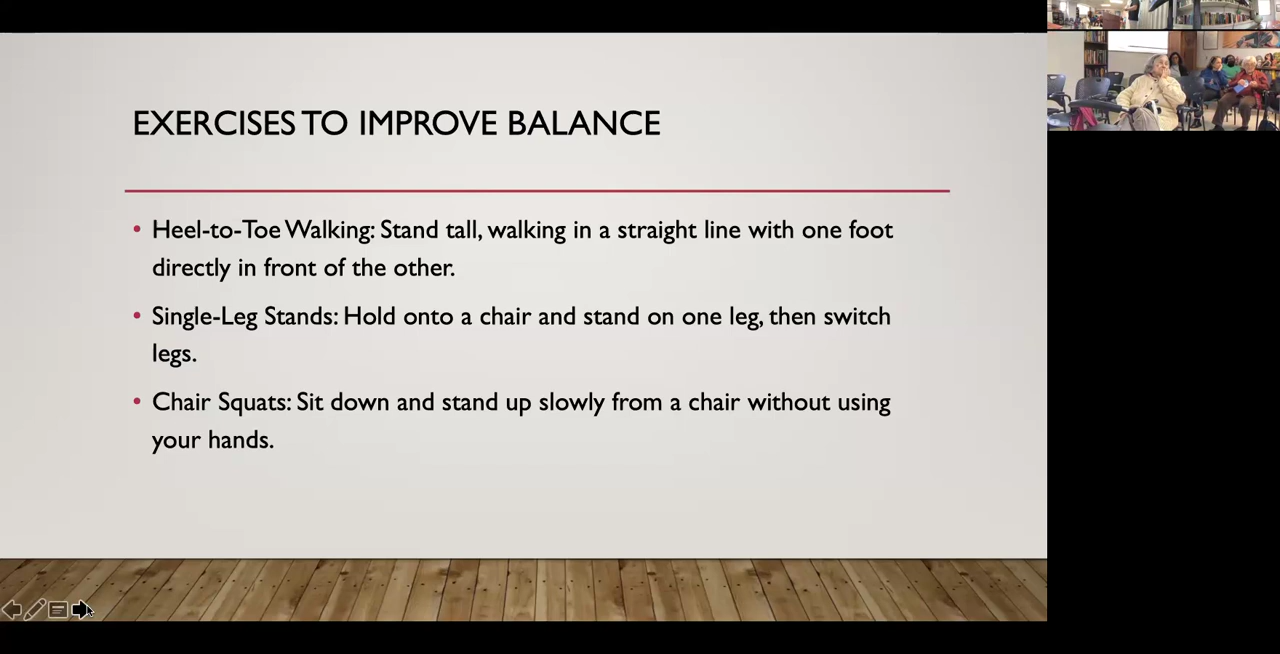 EXERCISES TO IMPROVE BALANCE
• Heel-to-Toe Walking: Stand tall, walking in a straight line with one foot
directly in front of the other.
• Single-Leg Stands: Hold onto a chair and stand on one leg, then switch
legs.
• Chair Squats: Sit down and stand up slowly from a chair without using
your hands.